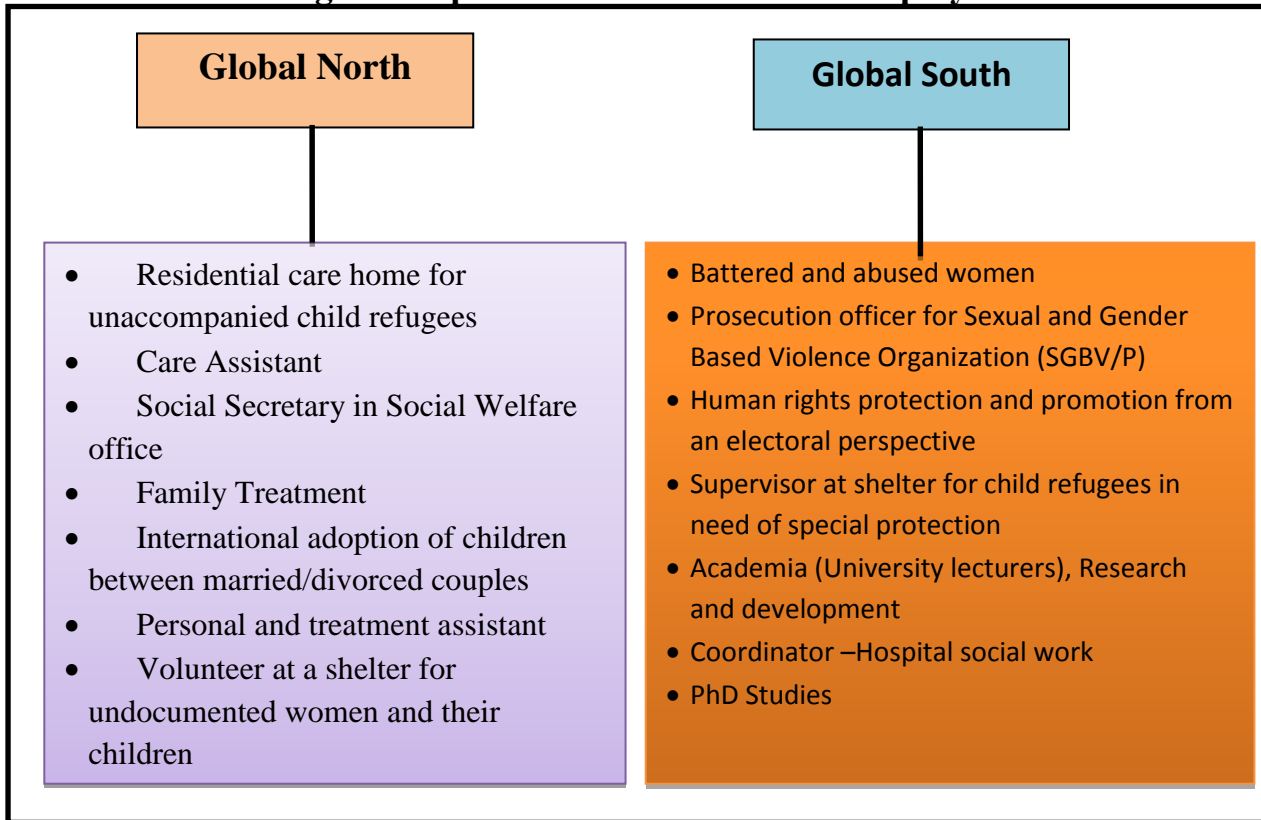 Global North
Global South
• Residential care home for
unaccompanied child refugees
• Care Assistant
• Social Secretary in Social Welfare
office
• Family Treatment
• International adoption of children
between married/divorced couples
• Personal and treatment assistant
• Volunteer at a shelter for
undocumented women and their
children
• Battered and abused women
• Prosecution officer for Sexual and Gender
Based Violence Organization (SGBV/P)
• Human rights protection and promotion from
an electoral perspective
• Supervisor at shelter for child refugees in
need of special protection
• Academia (University lecturers), Research
and development
• Coordinator –Hospital social work
• PhD Studies